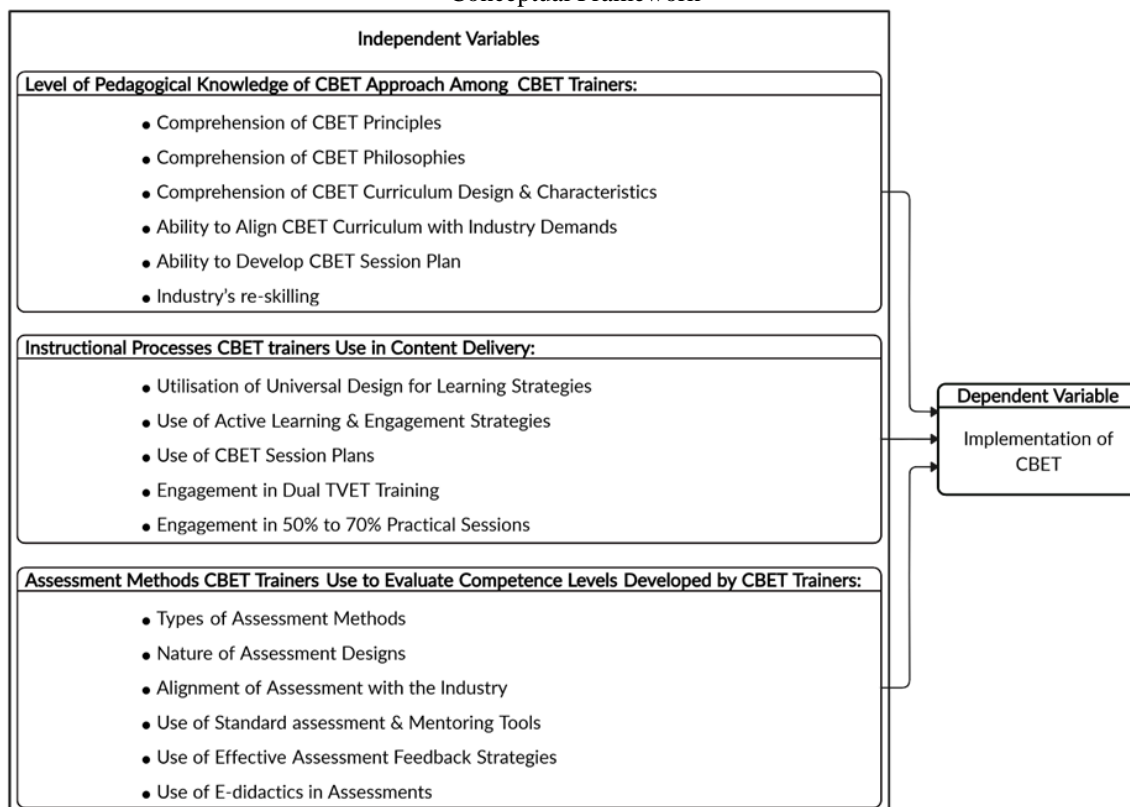 Conceptual Framework
Independent Variables
Level of Pedagogical Knowledge of CBET Approach Among CBET Trainers:
● Comprehension of CBET Principles
● Comprehension of CBET Philosophies
● Comprehension of CBET Curriculum Design & Characteristics
● Ability to Align CBET Curriculum with Industry Demands
● Ability to Develop CBET Session Plan
● Industry's re-skilling
Instructional Processes CBET trainers Use in Content Delivery:
● Utilisation of Universal Design for Learning Strategies
● Use of Active Learning & Engagement Strategies
● Use of CBET Session Plans
● Engagement in Dual TVET Training
● Engagement in 50% to 70% Practical Sessions
Assessment Methods CBET Trainers Use to Evaluate Competence Levels Developed by CBET Trainers:
● Types of Assessment Methods
● Nature of Assessment Designs
● Alignment of Assessment with the Industry
● Use of Standard assessment & Mentoring Tools
● Use of Effective Assessment Feedback Strategies
● Use of E-didactics in Assessments
Dependent Variable
Implementation of
CBET